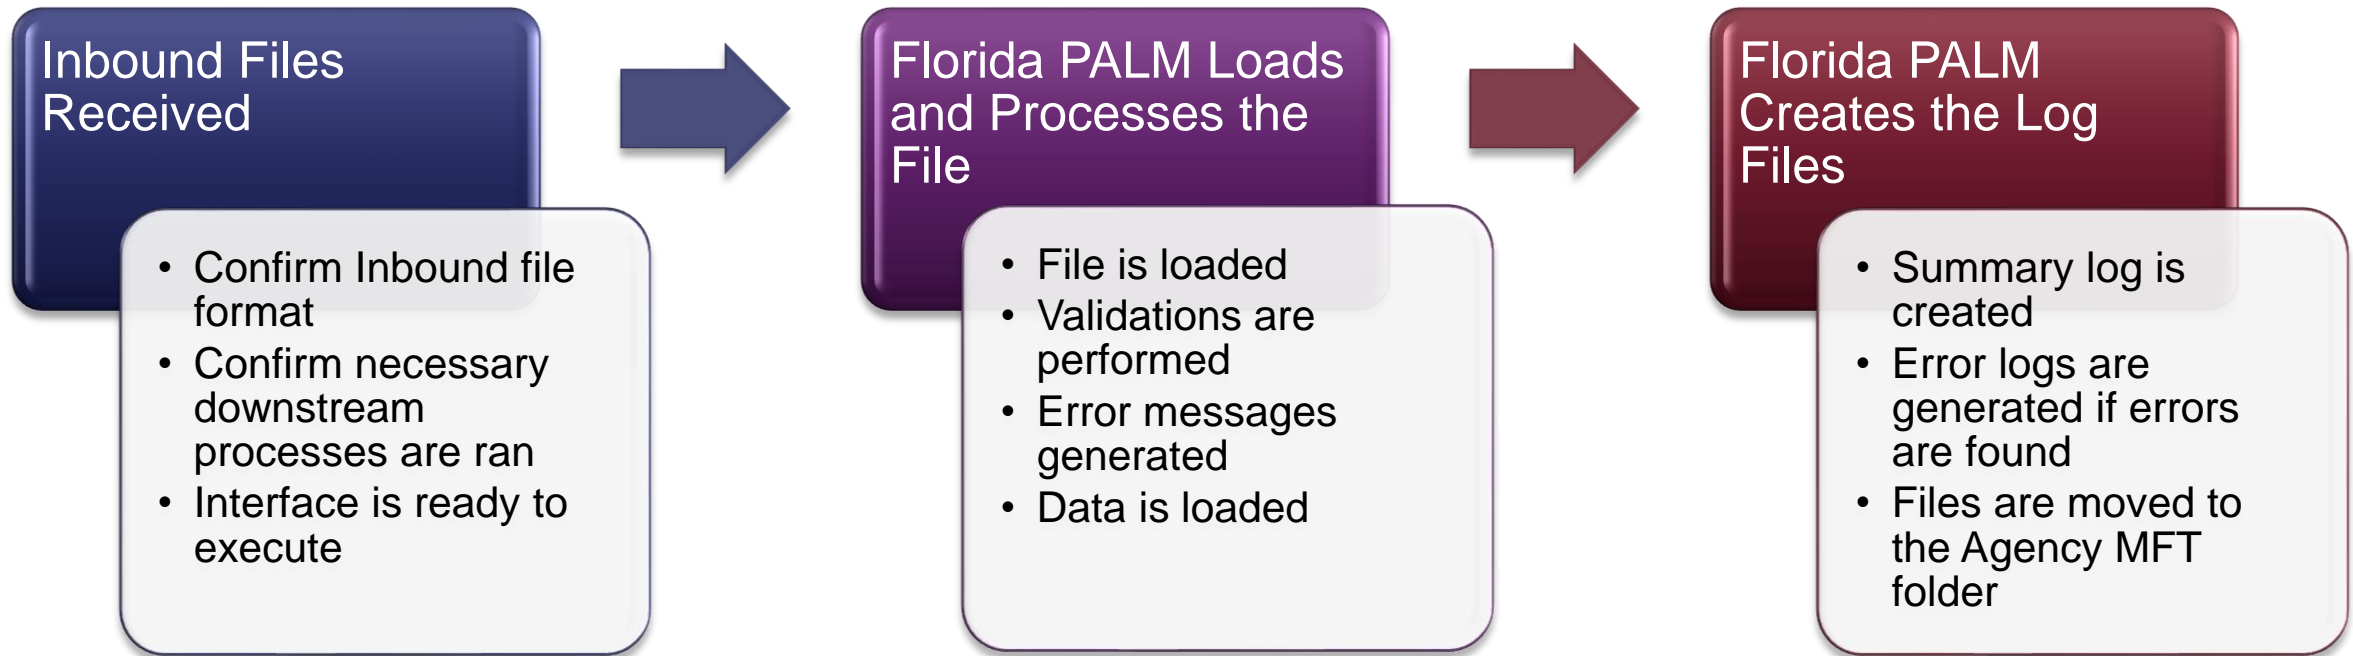 Inbound Files
Received
• Confirm Inbound file
format
• Confirm necessary
downstream
processes are ran
• Interface is ready to
execute
Florida PALM Loads
and Processes the
File
• File is loaded
• Validations are
performed
• Error messages
generated
• Data is loaded
Florida PALM
Creates the Log
Files
• Summary log is
created
• Error logs are
generated if errors
are found
• Files are moved to
the Agency MFT
folder